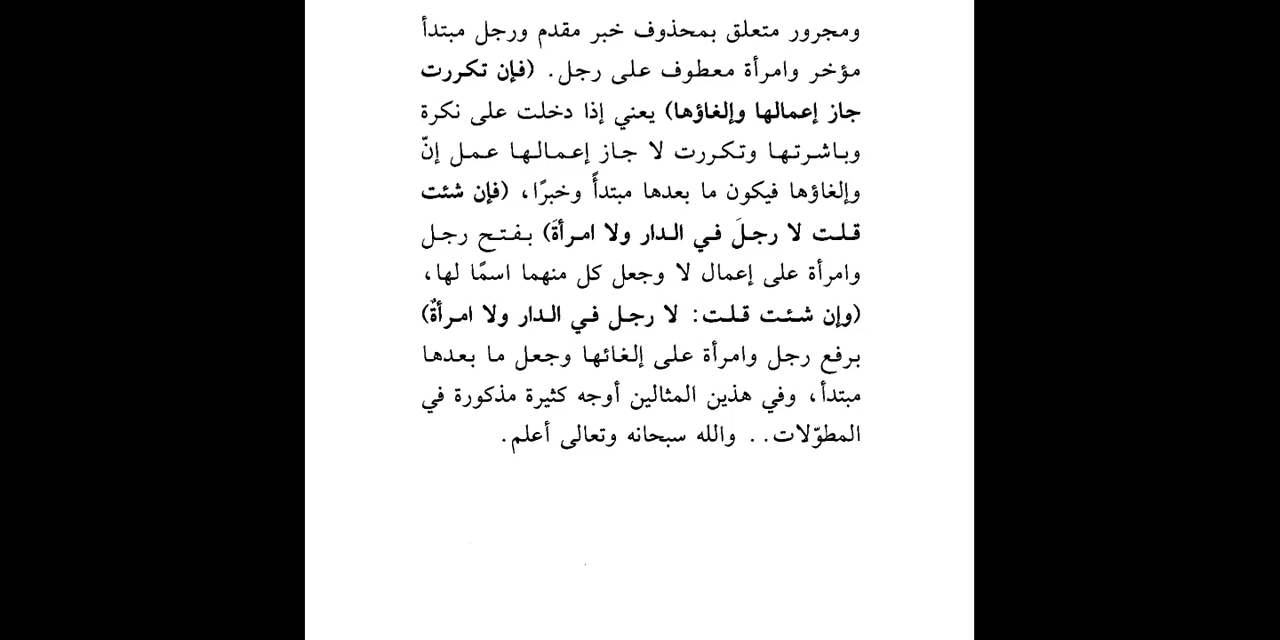 ومجرور متعلق بمحذوف خبر مقدم ورجل مبتدأ
مؤخر وامرأة معطوف على رجل. (فإن تكررت
جاز إعمالها وإلغاؤها) يعني إذا دخلت على نكرة
وباشرتها وتكررت لا جاز إعمالها عمل إنّ
وإلغاؤها فيكون ما بعدها مبتدأً وخبرًا، (فإن شئت
قلت لا رجلَ في الدار ولا امرأةَ) بفتح رجل
وامرأة على إعمال لا وجعل كل منهما اسمًا لها،
(وإن شئت قلت: لا رجل في الدار ولا امرأةٌ)
برفع رجل وامرأة على إلغائها وجعل ما بعدها
مبتدأ، وفي هذين المثالين أوجه كثيرة مذكورة في
المطوّلات.. والله سبحانه وتعالى أعلم.